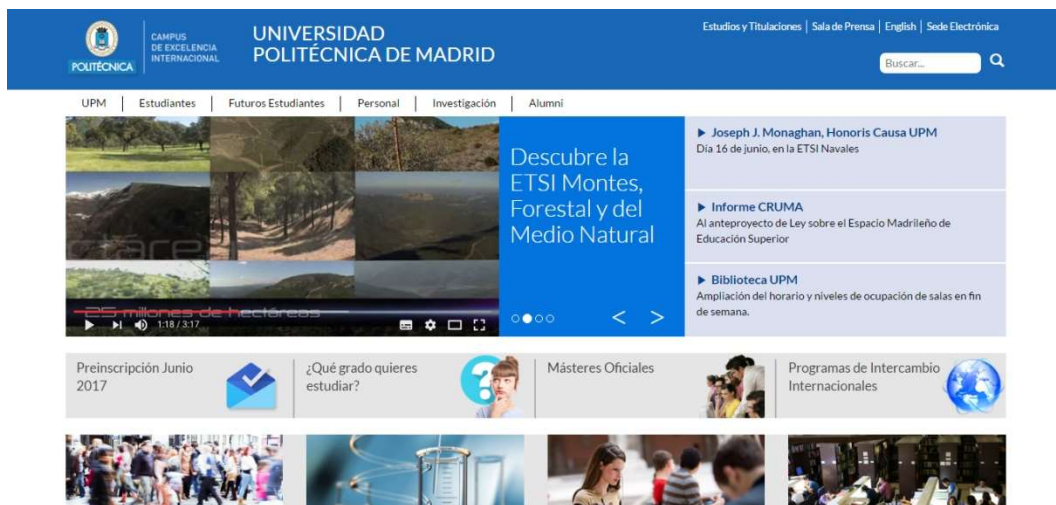 Estudios y Titulaciones | Sala de Prensa | English | Sede Electrónica
CAMPUS
DE EXCELENCIA
INTERNACIONAL
POLITÉCNICA
UNIVERSIDAD
POLITÉCNICA DE MADRID
Buscar...
UPM | Estudiantes | Futuros Estudiantes | Personal | Investigación | Alumni
25 millones de hectáreas
1:18 / 3:17
Descubre la
ETSI Montes,
Forestal y del
Medio Natural
Joseph J. Monaghan, Honoris Causa UPM
Día 16 de junio, en la ETSI Navales
Informe CRUMA
Al anteproyecto de Ley sobre el Espacio Madrileño de
Educación Superior
Biblioteca UPM
Ampliación del horario y niveles de ocupación de salas en fin
de semana.
Preinscripción Junio
2017
¿Qué grado quieres
estudiar?
Másteres Oficiales
Programas de Intercambio
Internacionales